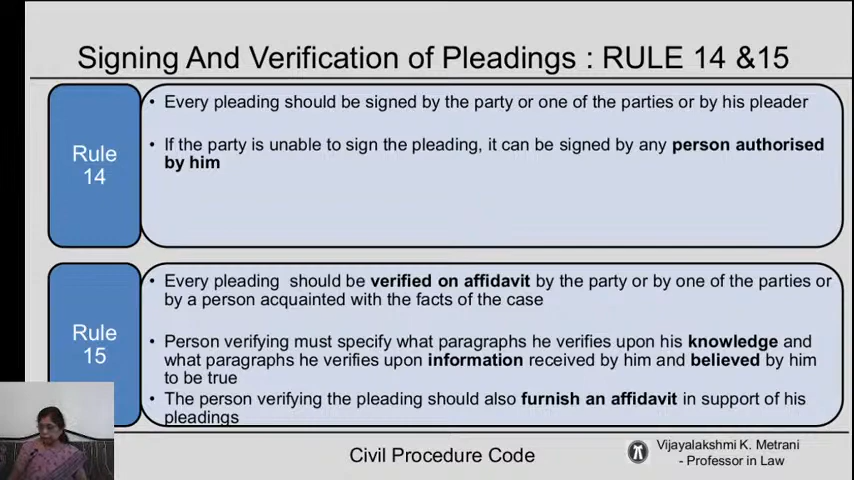 Signing And Verification of Pleadings : RULE 14 &15
Rule
14
• Every pleading should be signed by the party or one of the parties or by his pleader
• If the party is unable to sign the pleading, it can be signed by any person authorised
by him
Rule
15
• Every pleading  should be verified on affidavit by the party or by one of the parties or
by a person acquainted with the facts of the case
• Person verifying must specify what paragraphs he verifies upon his knowledge and
what paragraphs he verifies upon information received by him and believed by him
to be true
• The person verifying the pleading should also furnish an affidavit in support of his
pleadings
Civil Procedure Code
Vijayalakshmi K. Metrani
- Professor in Law